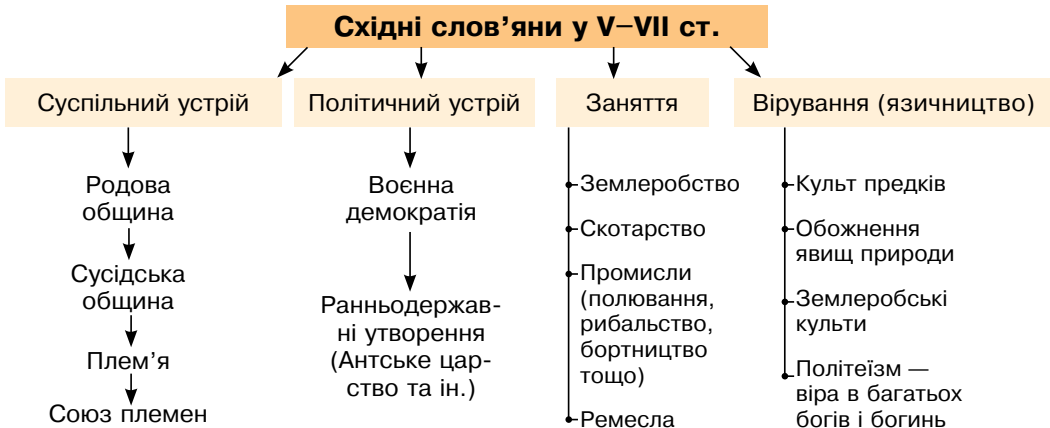 Східні слов’яни у V–VII ст.
Суспільний устрій
Родова
община
Сусідська
община
Плем’я
Союз племен
Політичний устрій
Воєнна
демократія
Ранньодержав-
ні утворення
(Антське цар-
ство та ін.)
Заняття
Землеробство
Скотарство
Промисли
(полювання,
рибальство,
бортництво
тощо)
Ремесла
Вірування (язичництво)
Культ предків
Обожнення
явищ природи
Землеробські
культи
Політеїзм —
віра в багатьох
богів і богинь